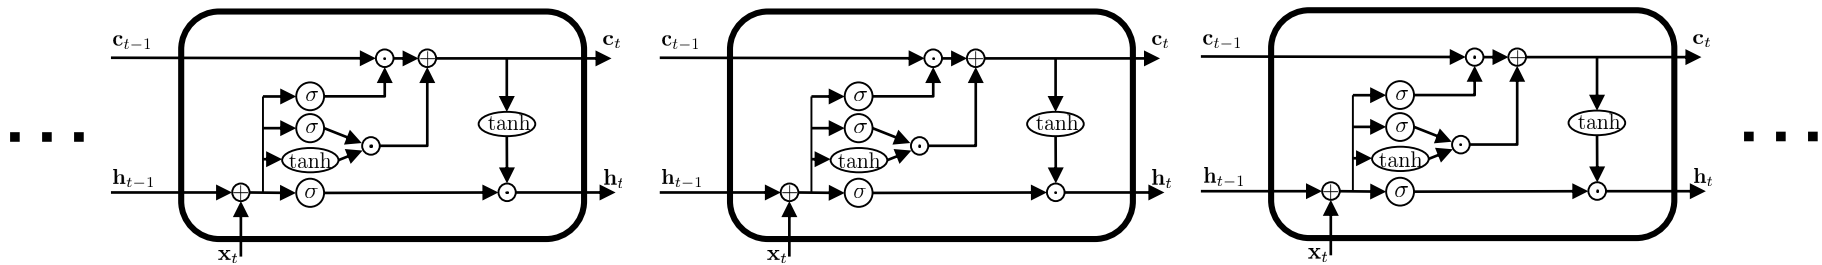 c_{t−1} c_t c_{t−1} c_t c_{t−1} c_t
σ σ σ
σ tanh σ tanh σ tanh
tanh tanh tanh
h_{t−1} σ h_t h_{t−1} σ h_t h_{t−1} σ h_t
x_t x_t x_t